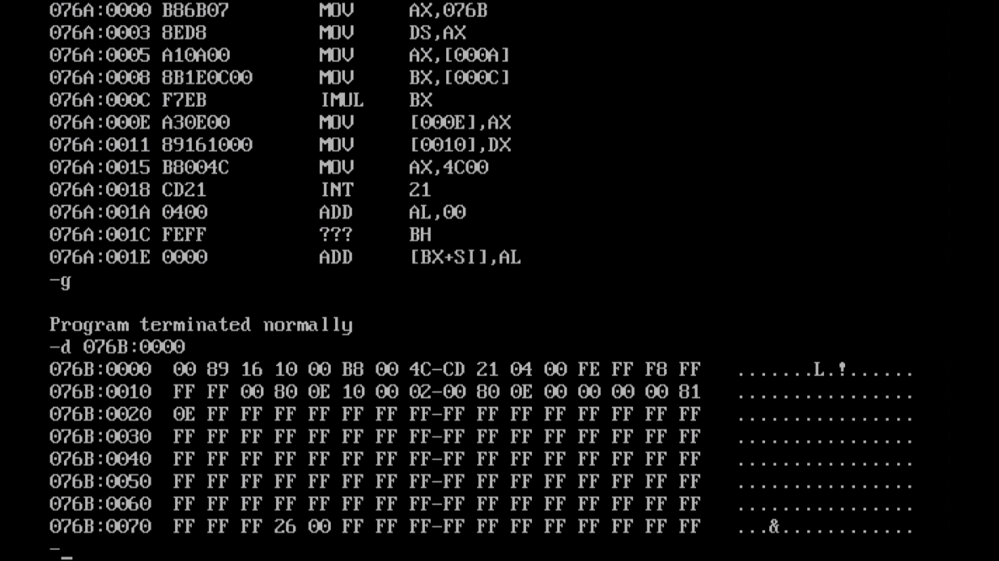 076A:0000 B86B07 MOV AX,076B
076A:0003 8ED8 MOV DS,AX
076A:0005 A10A00 MOV AX,[000A]
076A:0008 8B1E0C00 MOV BX,[000C]
076A:000C F7EB IMUL BX
076A:000E A30E00 MOV [000E],AX
076A:0011 89161000 MOV [0010],DX
076A:0015 B8004C MOV AX,4C00
076A:0018 CD21 INT 21
076A:001A 0400 ADD AL,00
076A:001C FEFF ??? BH
076A:001E 0000 ADD [BX+SI],AL
-g
Program terminated normally
-d 076B:0000
076B:0000 00 89 16 10 00 B8 00 4C-CD 21 04 00 FE FF F8 FF .......L.!......
076B:0010 FF FF 00 80 0E 10 00 02-00 80 0E 00 00 00 00 81 ................
076B:0020 0E FF FF FF FF FF FF FF-FF FF FF FF FF FF FF FF ................
076B:0030 FF FF FF FF FF FF FF FF-FF FF FF FF FF FF FF FF ................
076B:0040 FF FF FF FF FF FF FF FF-FF FF FF FF FF FF FF FF ................
076B:0050 FF FF FF FF FF FF FF FF-FF FF FF FF FF FF FF FF ................
076B:0060 FF FF FF FF FF FF FF FF-FF FF FF FF FF FF FF FF ................
076B:0070 FF FF FF 26 00 FF FF FF-FF FF FF FF FF FF FF FF ...&............
-_